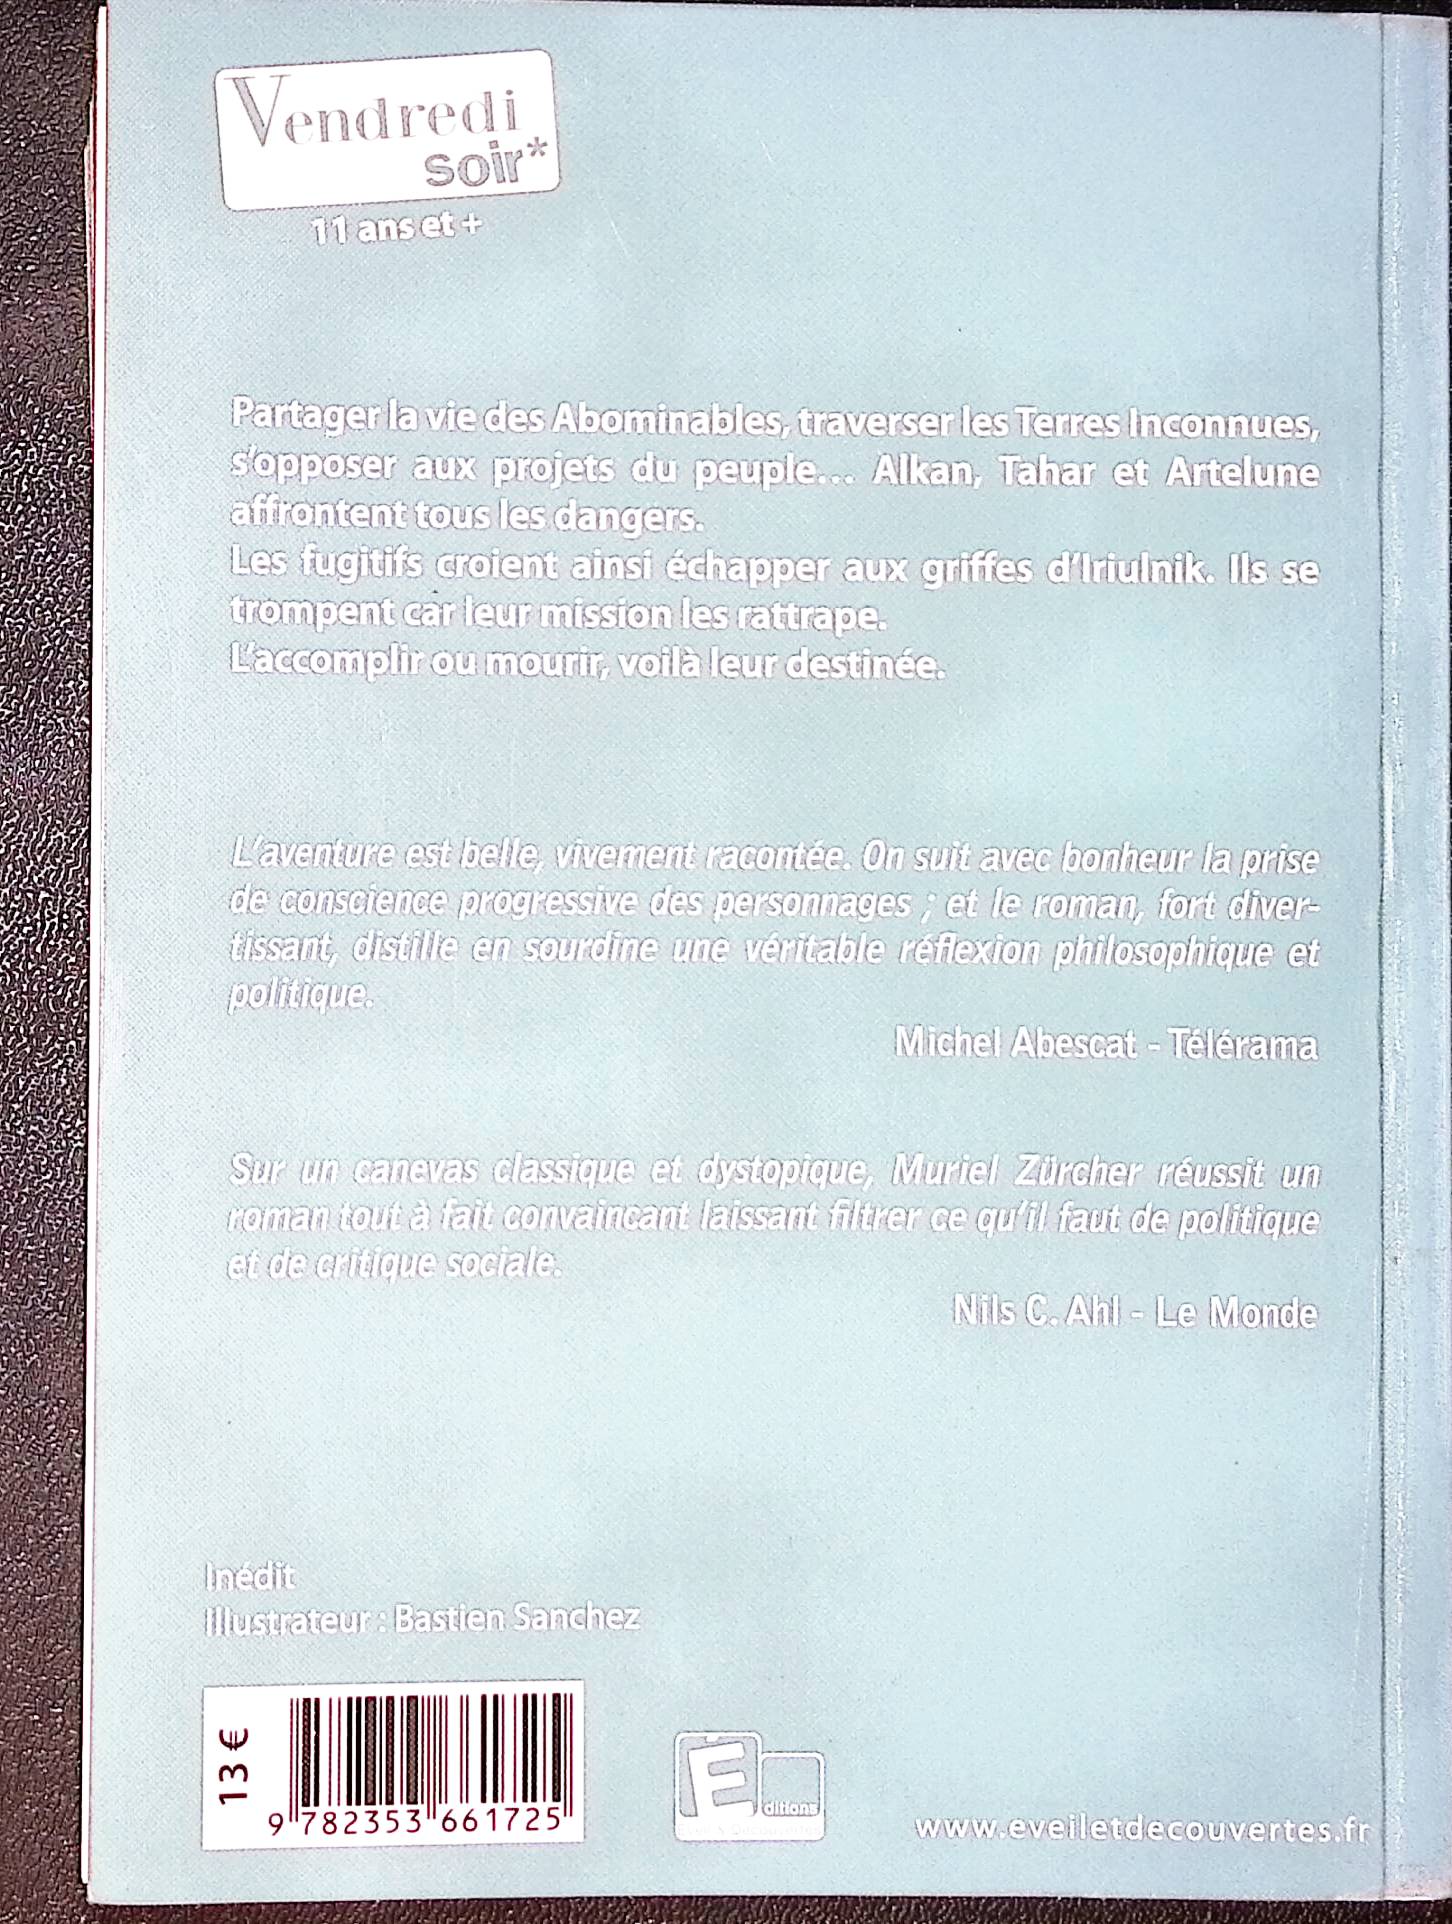 Vendredi
soir*
11 ans et +
Partager la vie des Abominables, traverser les Terres Inconnues,
s'opposer aux projets du peuple... Alkan, Tahar et Artelune
affrontent tous les dangers.
Les fugitifs croient ainsi échapper aux griffes d'Iriulnik. Ils se
trompent car leur mission les rattrape.
L'accomplir ou mourir, voilà leur destinée.
L'aventure est belle, vivement racontée. On suit avec bonheur la prise
de conscience progressive des personnages ; et le roman, fort diver-
tissant, distille en sourdine une véritable réflexion philosophique et
politique.
Michel Abescat - Télérama
Sur un canevas classique et dystopique, Muriel Zürcher réussit un
roman tout à fait convaincant laissant filtrer ce qu'il faut de politique
et de critique sociale.
Nils C. Ahl - Le Monde
Inédit
Illustrateur : Bastien Sanchez
13 €
9 782353 661725
Éditions
www.eveiletdecouvertes.fr